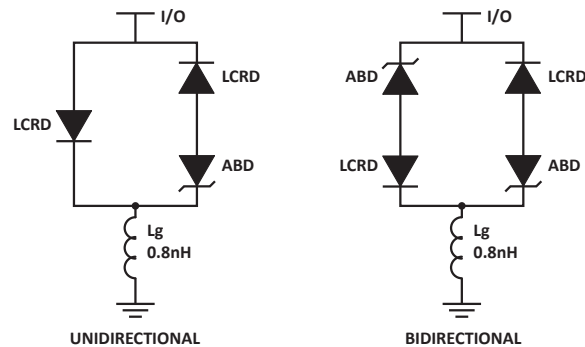 I/O
LCRD
LCRD
ABD
Lg
0.8nH
UNIDIRECTIONAL
I/O
ABD
LCRD
LCRD
ABD
Lg
0.8nH
BIDIRECTIONAL